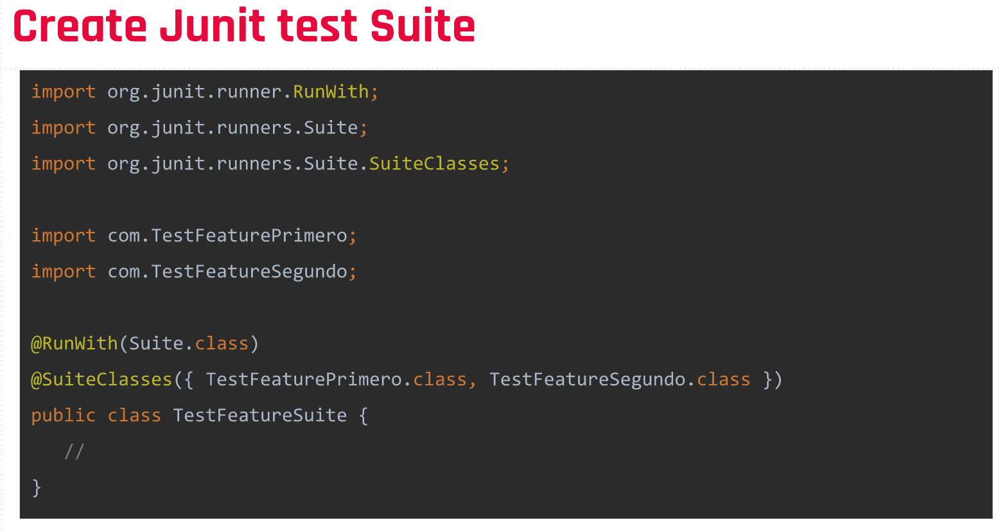 Create Junit test Suite
import org.junit.runner.RunWith;
import org.junit.runners.Suite;
import org.junit.runners.Suite.SuiteClasses;
import com.TestFeaturePrimero;
import com.TestFeatureSegundo;
@RunWith(Suite.class)
@SuiteClasses({ TestFeaturePrimero.class, TestFeatureSegundo.class })
public class TestFeatureSuite {
//
}